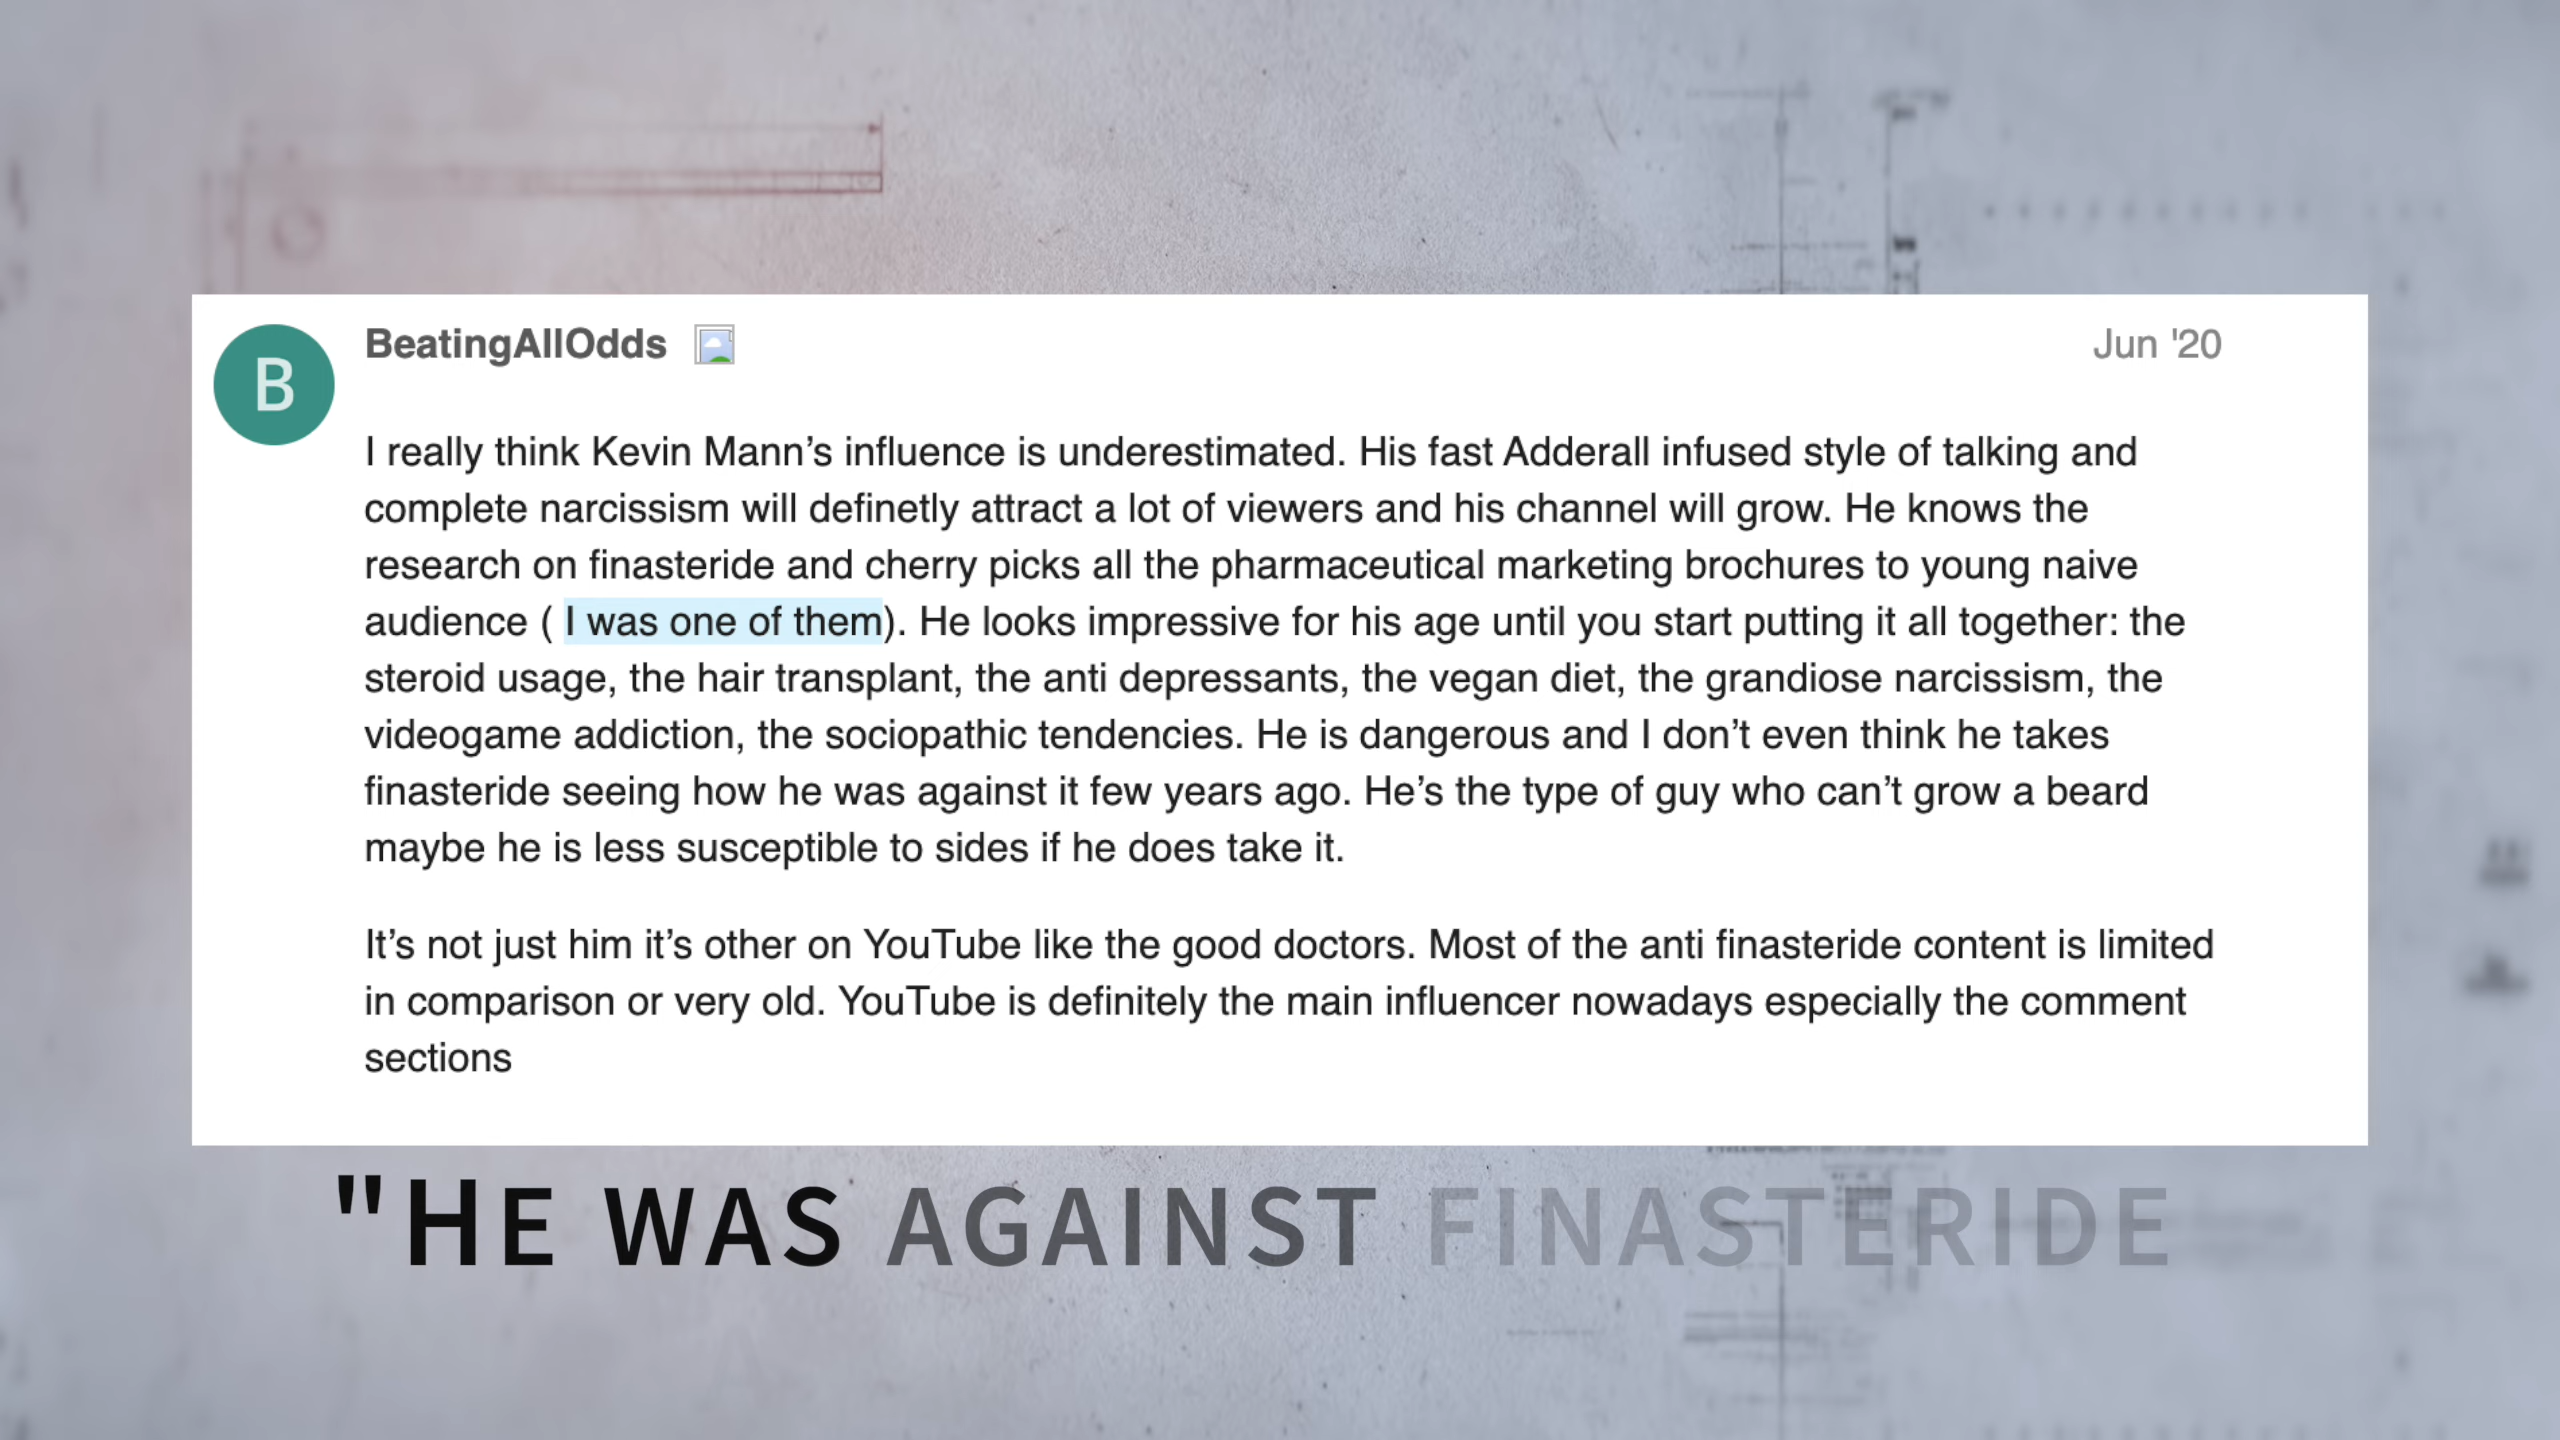 BeatingAllOdds
Jun '20
B
I really think Kevin Mann’s influence is underestimated. His fast Adderall infused style of talking and
complete narcissism will definetly attract a lot of viewers and his channel will grow. He knows the
research on finasteride and cherry picks all the pharmaceutical marketing brochures to young naive
audience ( I was one of them). He looks impressive for his age until you start putting it all together: the
steroid usage, the hair transplant, the anti depressants, the vegan diet, the grandiose narcissism, the
videogame addiction, the sociopathic tendencies. He is dangerous and I don’t even think he takes
finasteride seeing how he was against it few years ago. He’s the type of guy who can’t grow a beard
maybe he is less susceptible to sides if he does take it.
It’s not just him it’s other on YouTube like the good doctors. Most of the anti finasteride content is limited
in comparison or very old. YouTube is definitely the main influencer nowadays especially the comment
sections
"HE WAS AGAINST FINASTERIDE